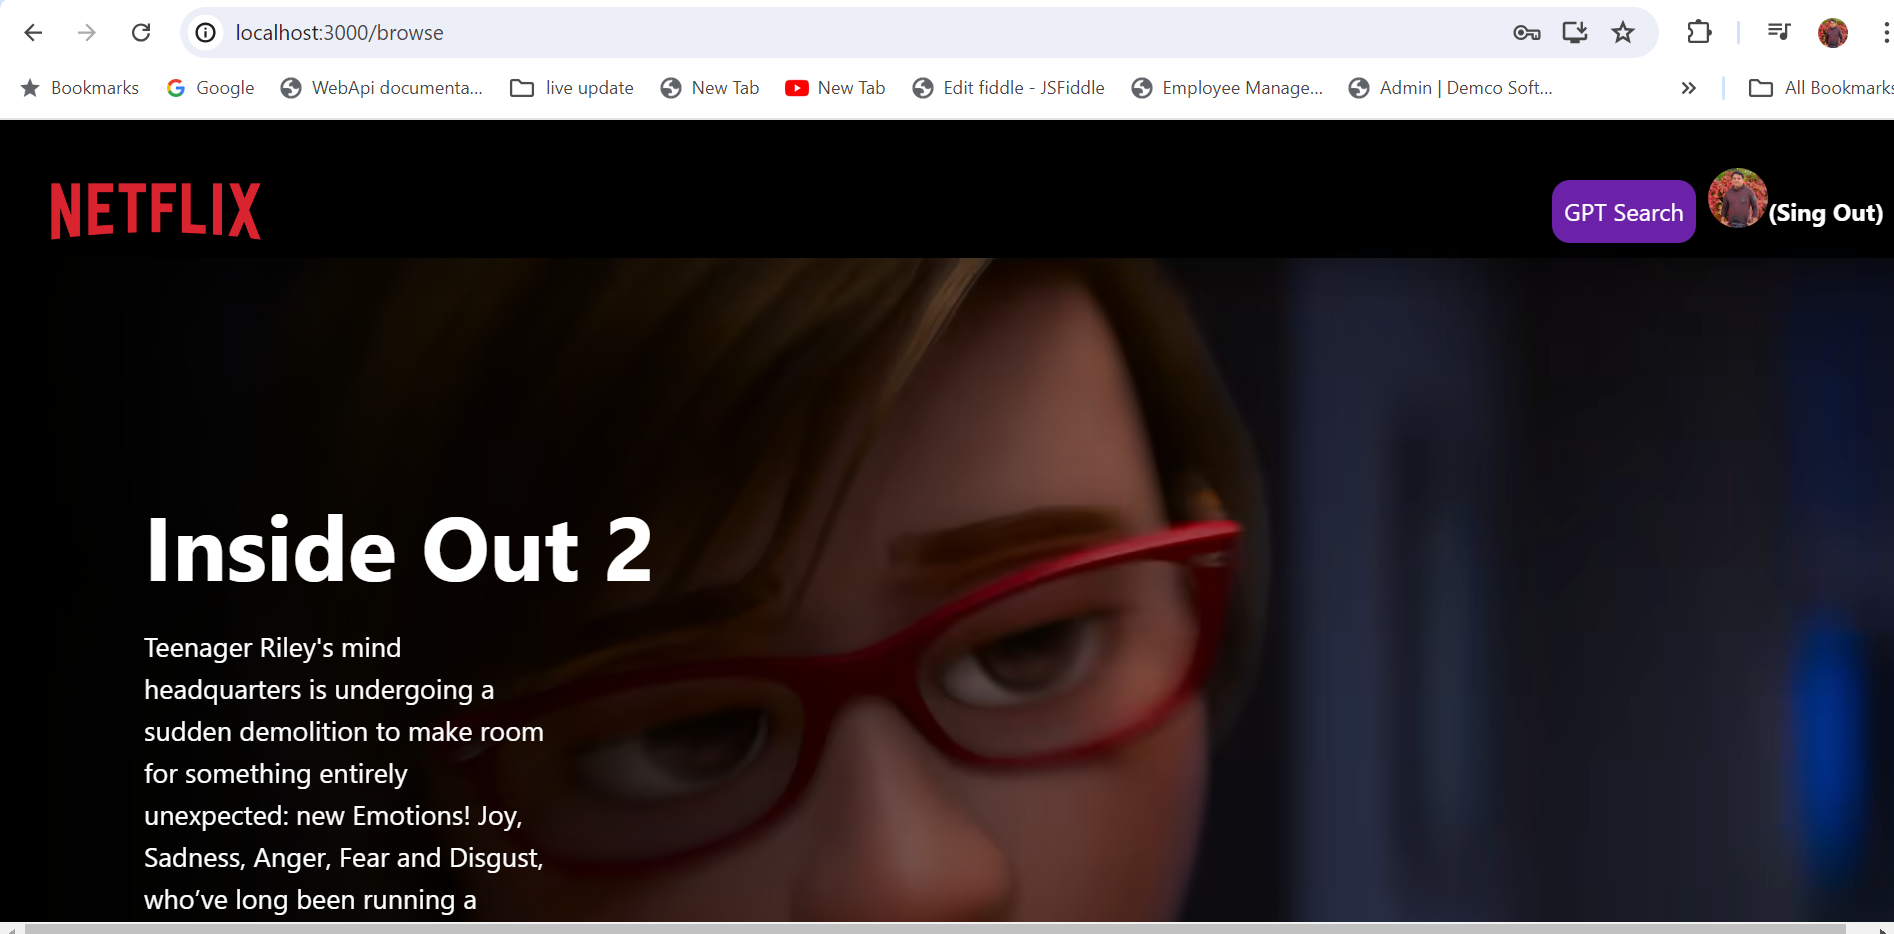 localhost:3000/browse
Bookmarks Google WebApi documenta... live update New Tab New Tab Edit fiddle - JSFiddle Employee Manage... Admin | Demco Soft... » All Bookmarks
NETFLIX GPT Search (Sing Out)
Inside Out 2
Teenager Riley's mind
headquarters is undergoing a
sudden demolition to make room
for something entirely
unexpected: new Emotions! Joy,
Sadness, Anger, Fear and Disgust,
who’ve long been running a